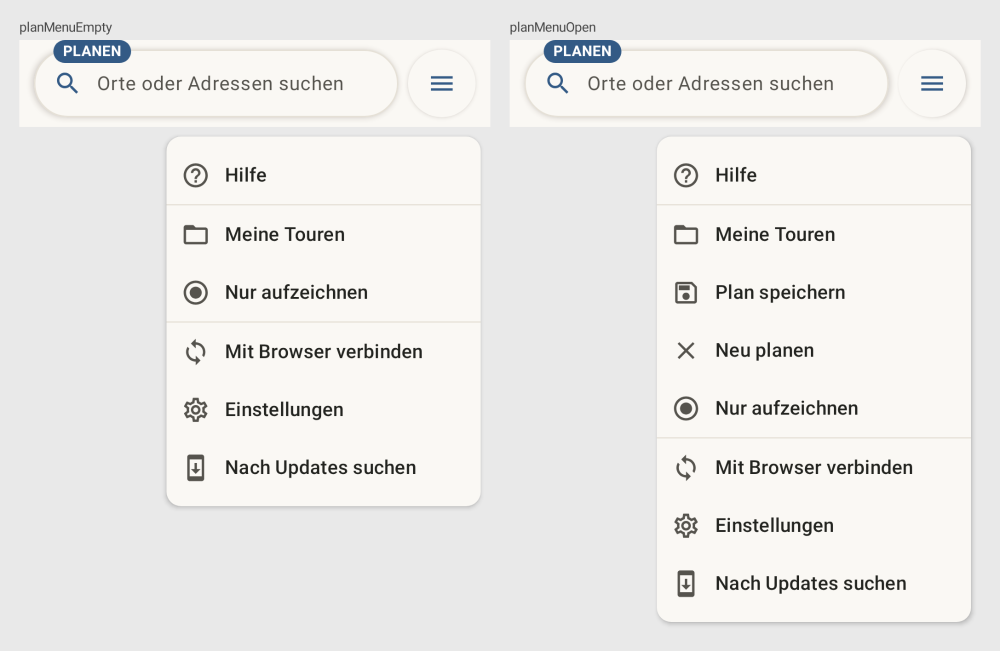 planMenuEmpty
PLANEN
Orte oder Adressen suchen
Hilfe
Meine Touren
Nur aufzeichnen
Mit Browser verbinden
Einstellungen
Nach Updates suchen
planMenuOpen
PLANEN
Orte oder Adressen suchen
Hilfe
Meine Touren
Plan speichern
Neu planen
Nur aufzeichnen
Mit Browser verbinden
Einstellungen
Nach Updates suchen